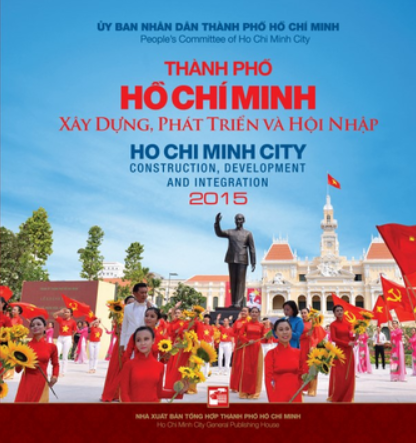 ỦY BAN NHÂN DÂN THÀNH PHỐ HỒ CHÍ MINH
People's Committee of Ho Chi Minh City
THÀNH PHỐ
HỒ CHÍ MINH
XÂY DỰNG, PHÁT TRIỂN VÀ HỘI NHẬP
HO CHI MINH CITY
CONSTRUCTION, DEVELOPMENT
AND INTEGRATION
2015
NHÀ XUẤT BẢN TỔNG HỢP THÀNH PHỐ HỒ CHÍ MINH
Ho Chi Minh City General Publishing House